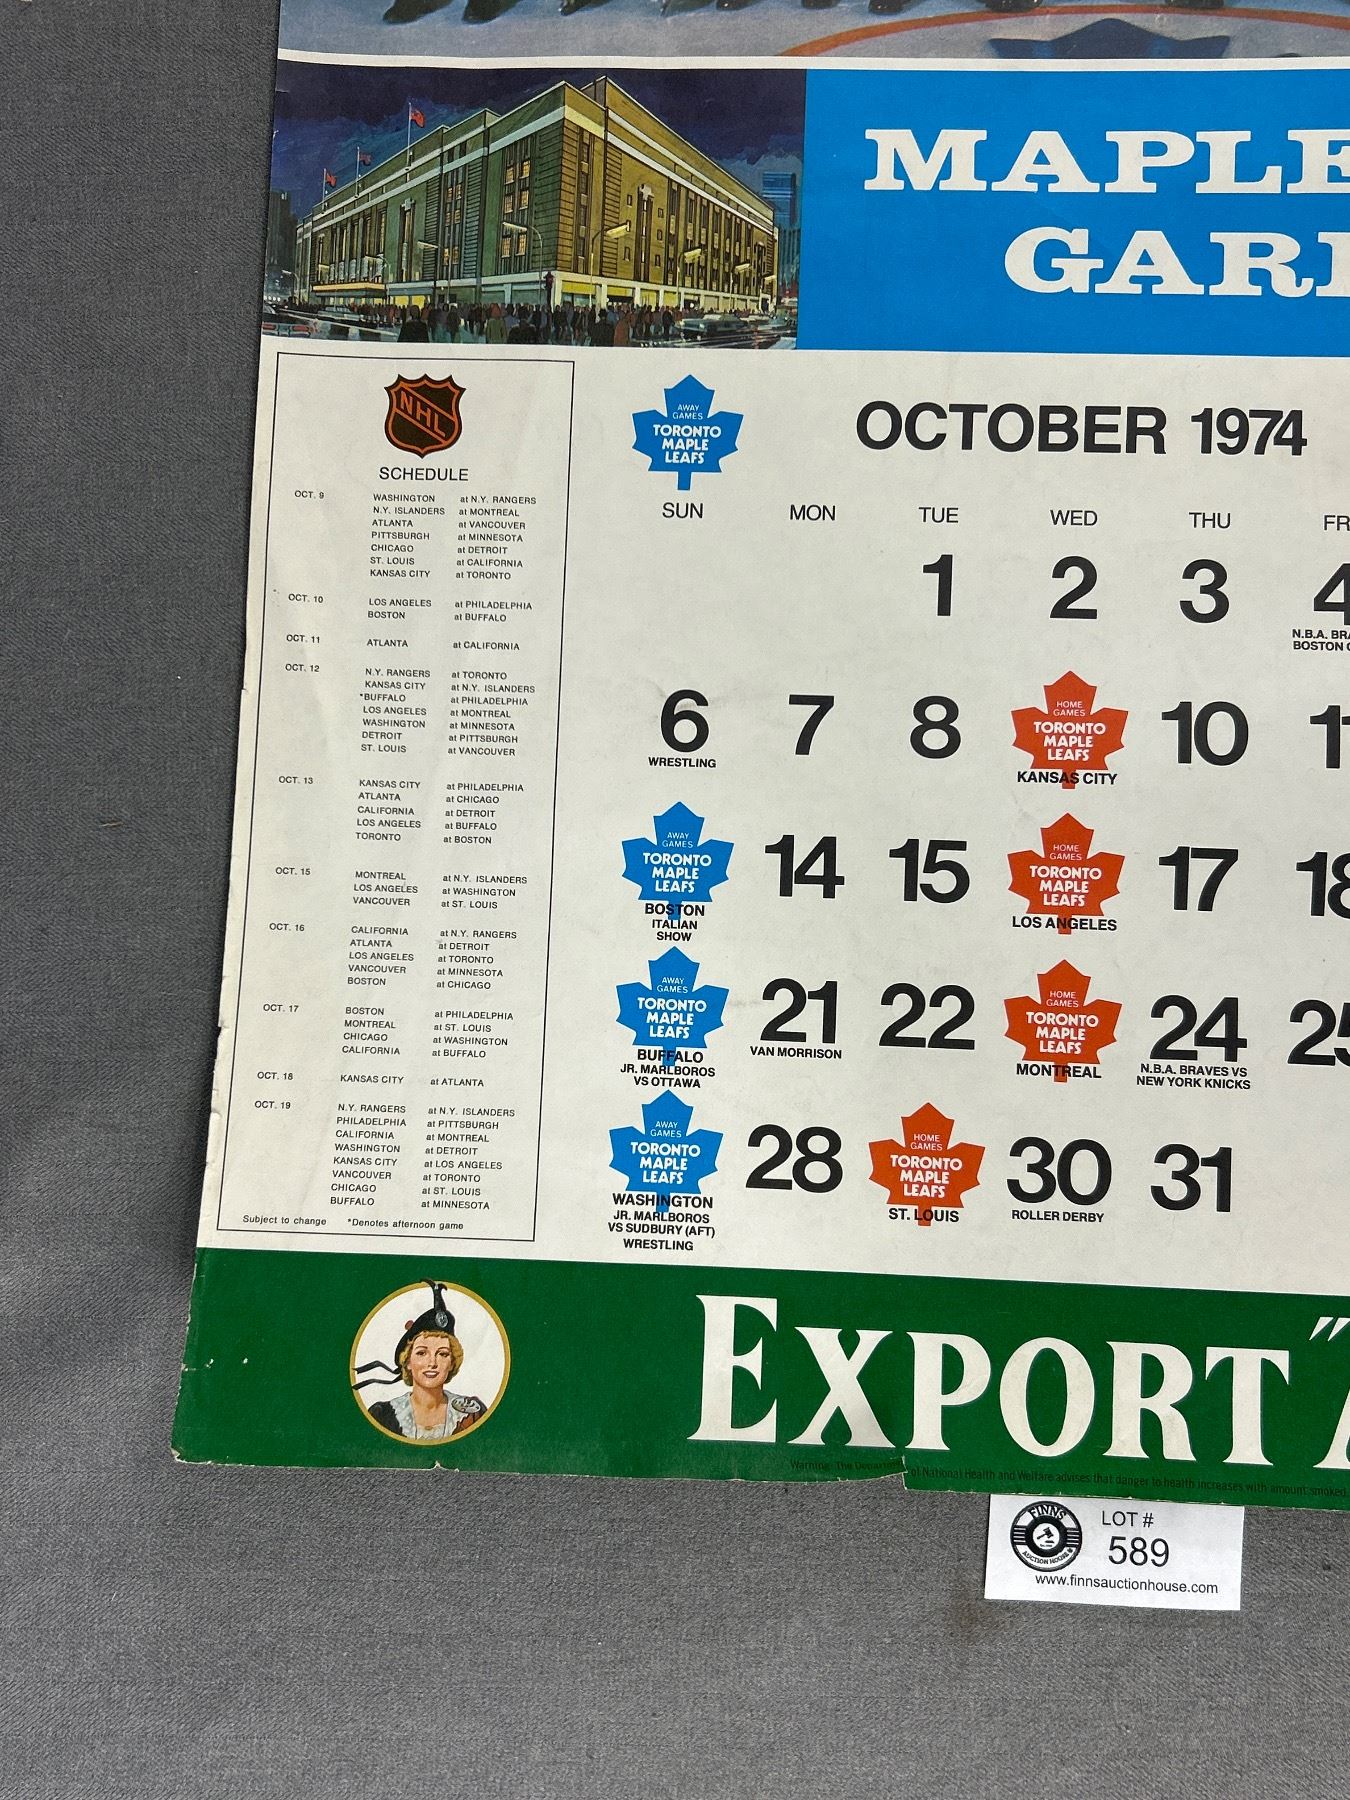 MAPLE
GAR
NHL
SCHEDULE
OCT. 9 WASHINGTON at N.Y. RANGERS
N.Y. ISLANDERS at MONTREAL
ATLANTA at VANCOUVER
PITTSBURGH at MINNESOTA
CHICAGO at DETROIT
ST. LOUIS at CALIFORNIA
KANSAS CITY at TORONTO
OCT. 10 LOS ANGELES at PHILADELPHIA
BOSTON at BUFFALO
OCT. 11 ATLANTA at CALIFORNIA
OCT. 12 N.Y. RANGERS at TORONTO
KANSAS CITY at N.Y. ISLANDERS
*BUFFALO at PHILADELPHIA
LOS ANGELES at MONTREAL
WASHINGTON at MINNESOTA
DETROIT at PITTSBURGH
ST. LOUIS at VANCOUVER
OCT. 13 KANSAS CITY at PHILADELPHIA
ATLANTA at CHICAGO
CALIFORNIA at DETROIT
LOS ANGELES at BUFFALO
TORONTO at BOSTON
OCT. 15 MONTREAL at N.Y. ISLANDERS
LOS ANGELES at WASHINGTON
VANCOUVER at ST. LOUIS
OCT. 16 CALIFORNIA at N.Y. RANGERS
ATLANTA at DETROIT
LOS ANGELES at TORONTO
VANCOUVER at MINNESOTA
BOSTON at CHICAGO
OCT. 17 BOSTON at PHILADELPHIA
MONTREAL at ST. LOUIS
CHICAGO at WASHINGTON
CALIFORNIA at BUFFALO
OCT. 18 KANSAS CITY at ATLANTA
OCT. 19 N.Y. RANGERS at N.Y. ISLANDERS
PHILADELPHIA at PITTSBURGH
CALIFORNIA at MONTREAL
WASHINGTON at DETROIT
KANSAS CITY at LOS ANGELES
VANCOUVER at TORONTO
CHICAGO at ST. LOUIS
BUFFALO at MINNESOTA
Subject to change *Denotes afternoon game
AWAY
GAMES
TORONTO
MAPLE
LEAFS
OCTOBER 1974
SUN MON TUE WED THU FR
1 2 3 4
N.B.A. BRA
BOSTON C
6
WRESTLING
7 8
HOME
GAMES
TORONTO
MAPLE
LEAFS
KANSAS CITY
10 11
AWAY
GAMES
TORONTO
MAPLE
LEAFS
BOSTON
ITALIAN
SHOW
14 15
HOME
GAMES
TORONTO
MAPLE
LEAFS
LOS ANGELES
17 18
AWAY
GAMES
TORONTO
MAPLE
LEAFS
BUFFALO
JR. MARLBOROS
VS OTTAWA
21
VAN MORRISON
22
HOME
GAMES
TORONTO
MAPLE
LEAFS
MONTREAL
24
N.B.A. BRAVES VS
NEW YORK KNICKS
25
AWAY
GAMES
TORONTO
MAPLE
LEAFS
WASHINGTON
JR. MARLBOROS
VS SUDBURY (AFT)
WRESTLING
28
HOME
GAMES
TORONTO
MAPLE
LEAFS
ST. LOUIS
30
ROLLER DERBY
31
EXPORT "A
Warning: The Department of National Health and Welfare advises that danger to health increases with amount smoked
FINNS
AUCTION HOUSE
LOT #
589
www.finnsauctionhouse.com